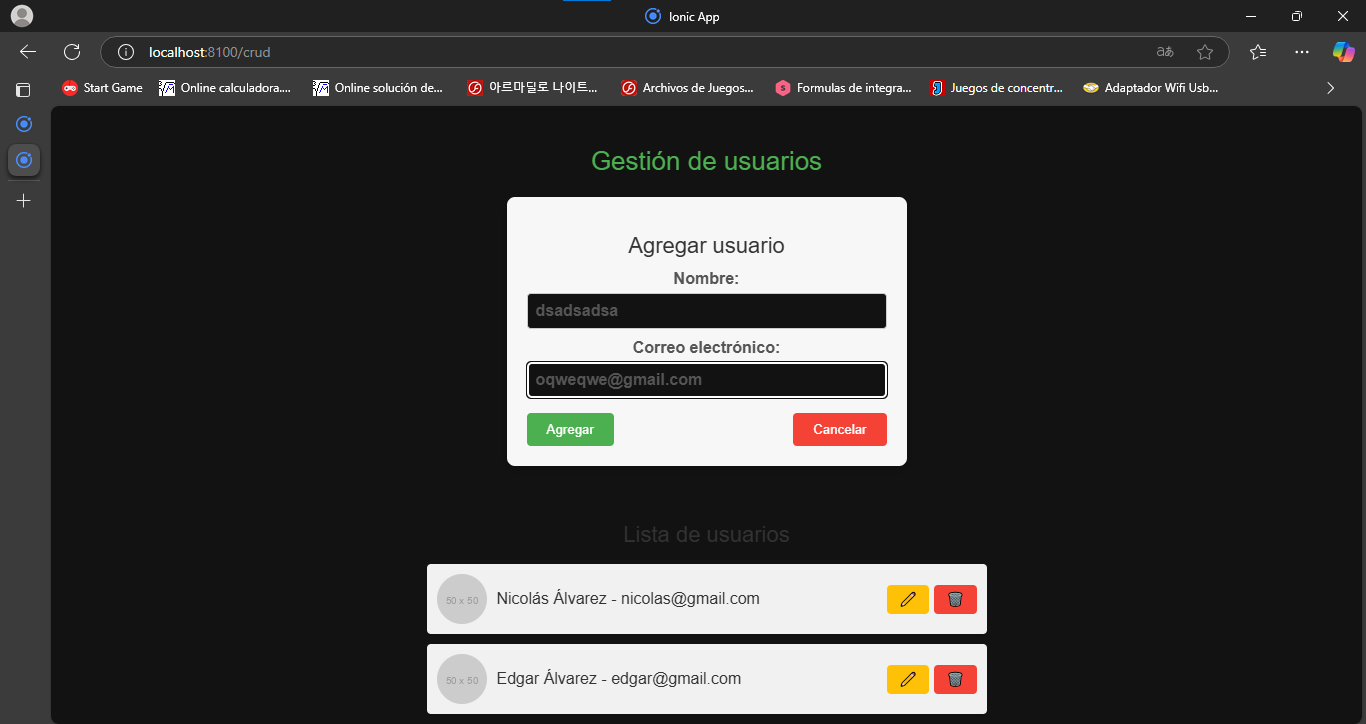 Ionic App
localhost:8100/crud
aあ
Start Game
Online calculadora....
Online solución de...
아르마딜로 나이트...
Archivos de Juegos...
Formulas de integra...
Juegos de concentr...
Adaptador Wifi Usb...
Gestión de usuarios
Agregar usuario
Nombre:
dsadsadsa
Correo electrónico:
oqweqwe@gmail.com
Agregar
Cancelar
Lista de usuarios
50 x 50
Nicolás Álvarez - nicolas@gmail.com
50 x 50
Edgar Álvarez - edgar@gmail.com